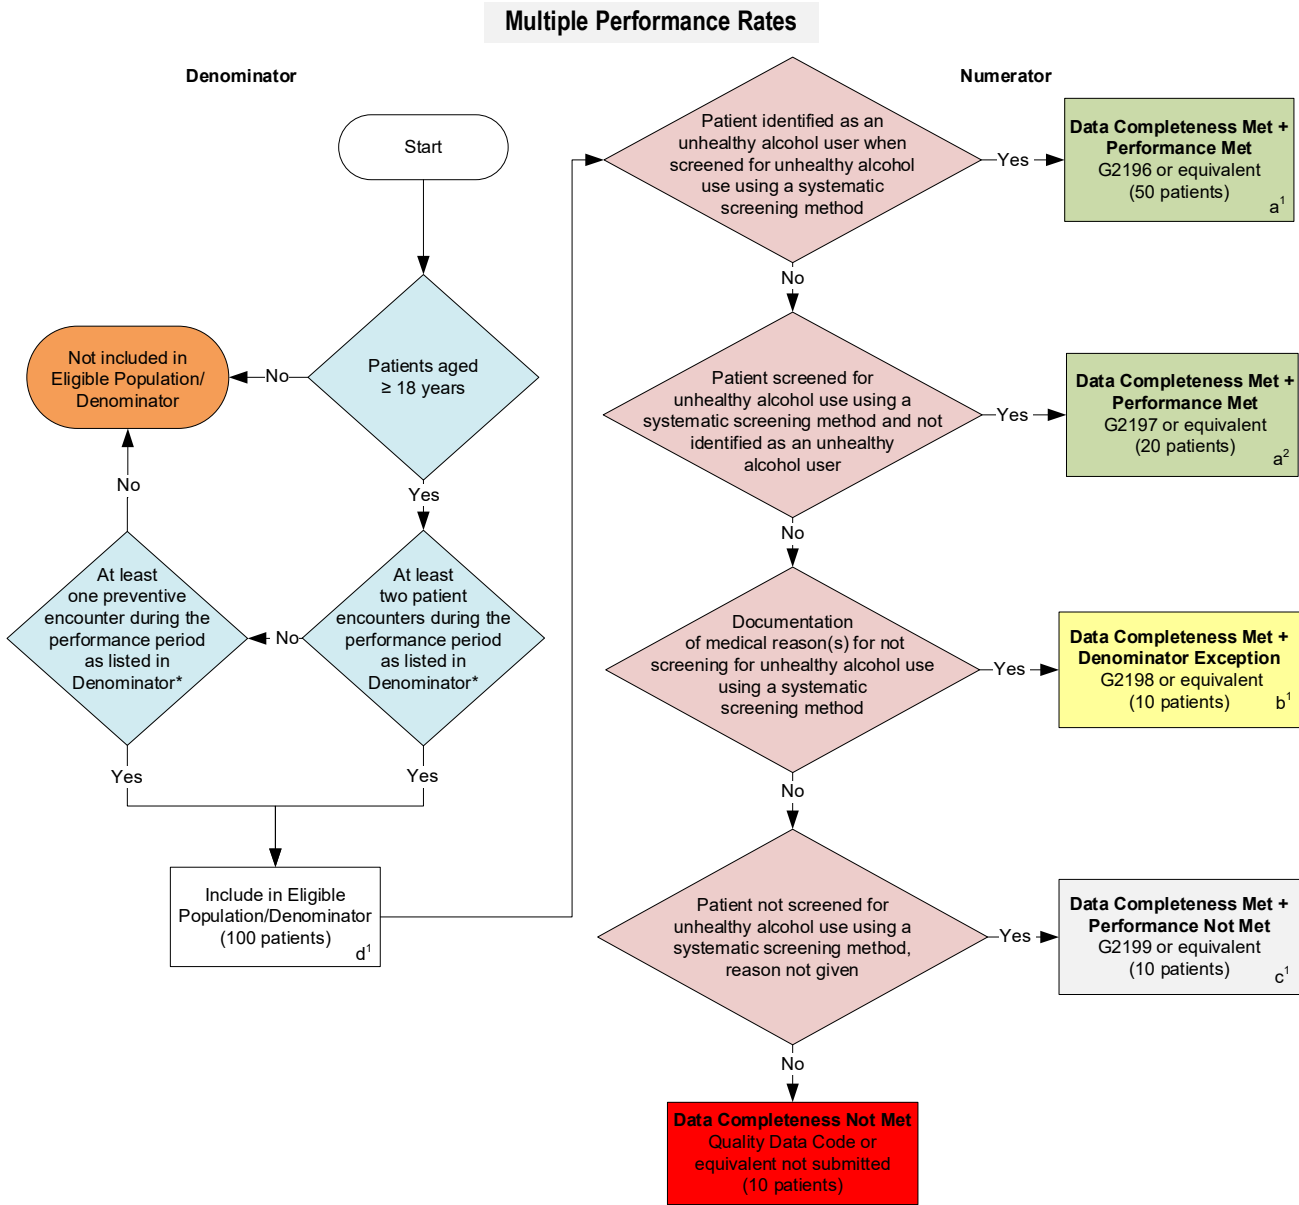 Multiple Performance Rates
Denominator
Start
Patients aged
≥ 18 years
No
Not included in
Eligible Population/
Denominator
Yes
At least
two patient
encounters during the
performance period
as listed in
Denominator*
No
At least
one preventive
encounter during the
performance period
as listed in
Denominator*
No
Yes
Yes
Include in Eligible
Population/Denominator
(100 patients)
d¹
Numerator
Patient identified as an
unhealthy alcohol user when
screened for unhealthy alcohol
use using a systematic
screening method
Yes
Data Completeness Met +
Performance Met
G2196 or equivalent
(50 patients)
a¹
No
Patient screened for
unhealthy alcohol use using a
systematic screening method and not
identified as an unhealthy
alcohol user
Yes
Data Completeness Met +
Performance Met
G2197 or equivalent
(20 patients)
a²
No
Documentation
of medical reason(s) for not
screening for unhealthy alcohol use
using a systematic
screening method
Yes
Data Completeness Met +
Denominator Exception
G2198 or equivalent
(10 patients)
b¹
No
Patient not screened for
unhealthy alcohol use using a
systematic screening method,
reason not given
Yes
Data Completeness Met +
Performance Not Met
G2199 or equivalent
(10 patients)
c¹
No
Data Completeness Not Met
Quality Data Code or
equivalent not submitted
(10 patients)